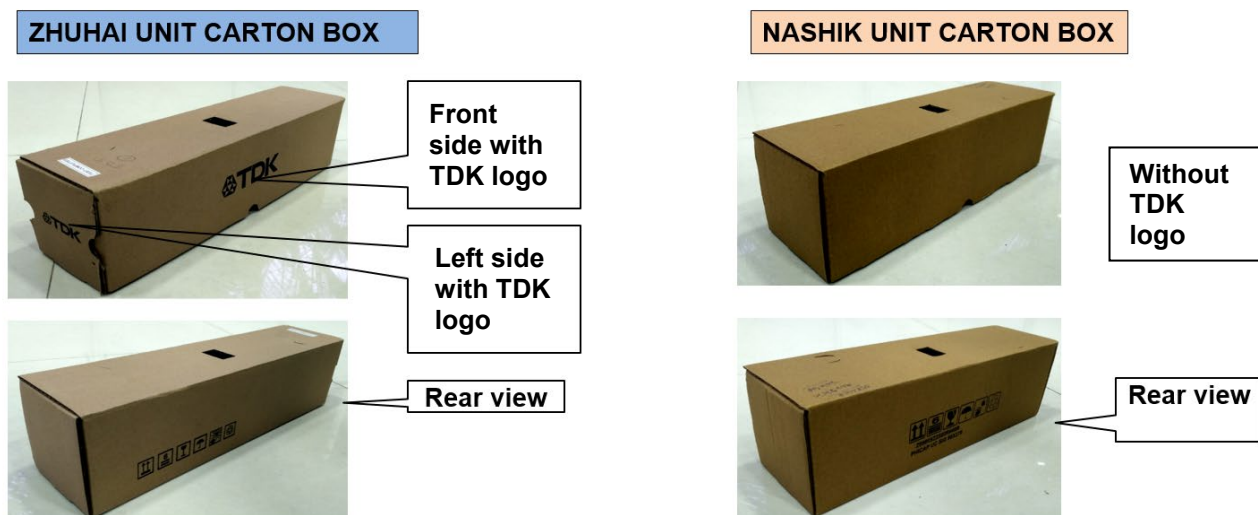 ZHUHAI UNIT CARTON BOX
NASHIK UNIT CARTON BOX
Front
side with
TDK logo
TDK
TDK
Left side
with TDK
logo
Without
TDK
logo
Rear view
Rear view